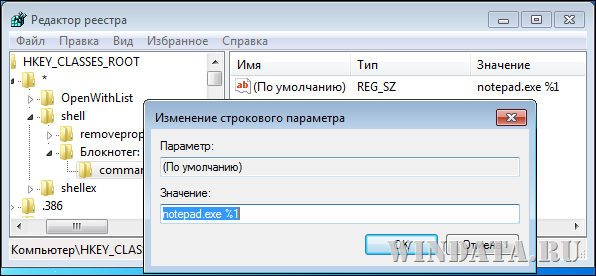 Редактор реестра
Файл Правка Вид Избранное Справка
HKEY_CLASSES_ROOT
*
OpenWithList
shell
removeprop
Блокнотег:
comman
shellex
.386
Имя Тип Значение
ab (По умолчанию) REG_SZ notepad.exe %1
Изменение строкового параметра
Параметр:
(По умолчанию)
Значение:
notepad.exe %1
ОК Отмена
Компьютер\HKEY_CLASS
WINDATA.RU